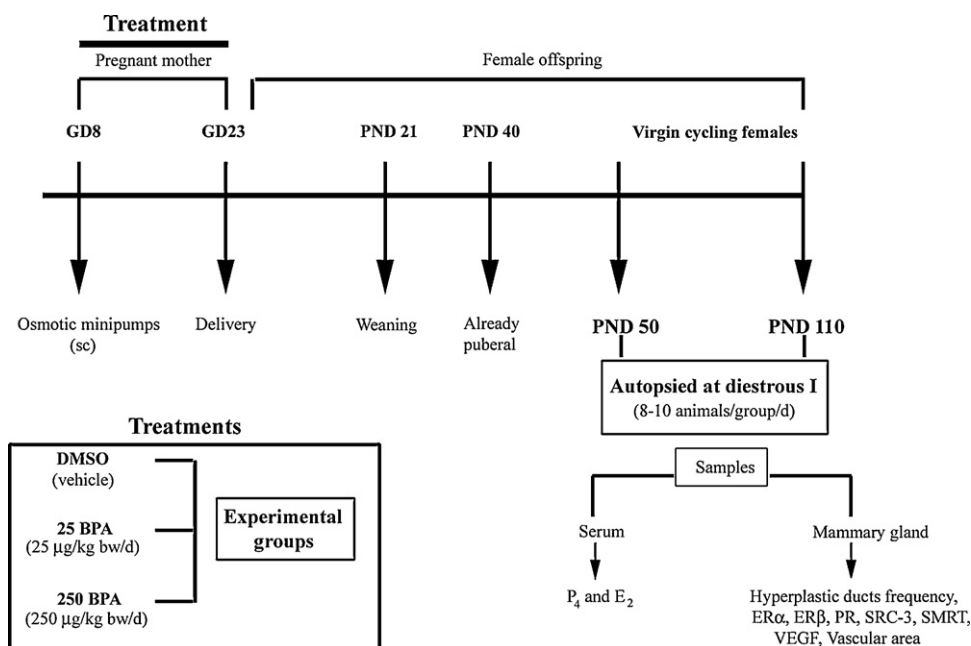 Treatment
Pregnant mother
Female offspring
GD8
GD23
PND 21
PND 40
Virgin cycling females
Osmotic minipumps
(sc)
Delivery
Weaning
Already
puberal
PND 50
PND 110
Autopsied at diestrous I
(8-10 animals/group/d)
Samples
Serum
Mammary gland
P₄ and E₂
Hyperplastic ducts frequency,
ERα, ERβ, PR, SRC-3, SMRT,
VEGF, Vascular area
Treatments
DMSO
(vehicle)
25 BPA
(25 µg/kg bw/d)
250 BPA
(250 µg/kg bw/d)
Experimental
groups